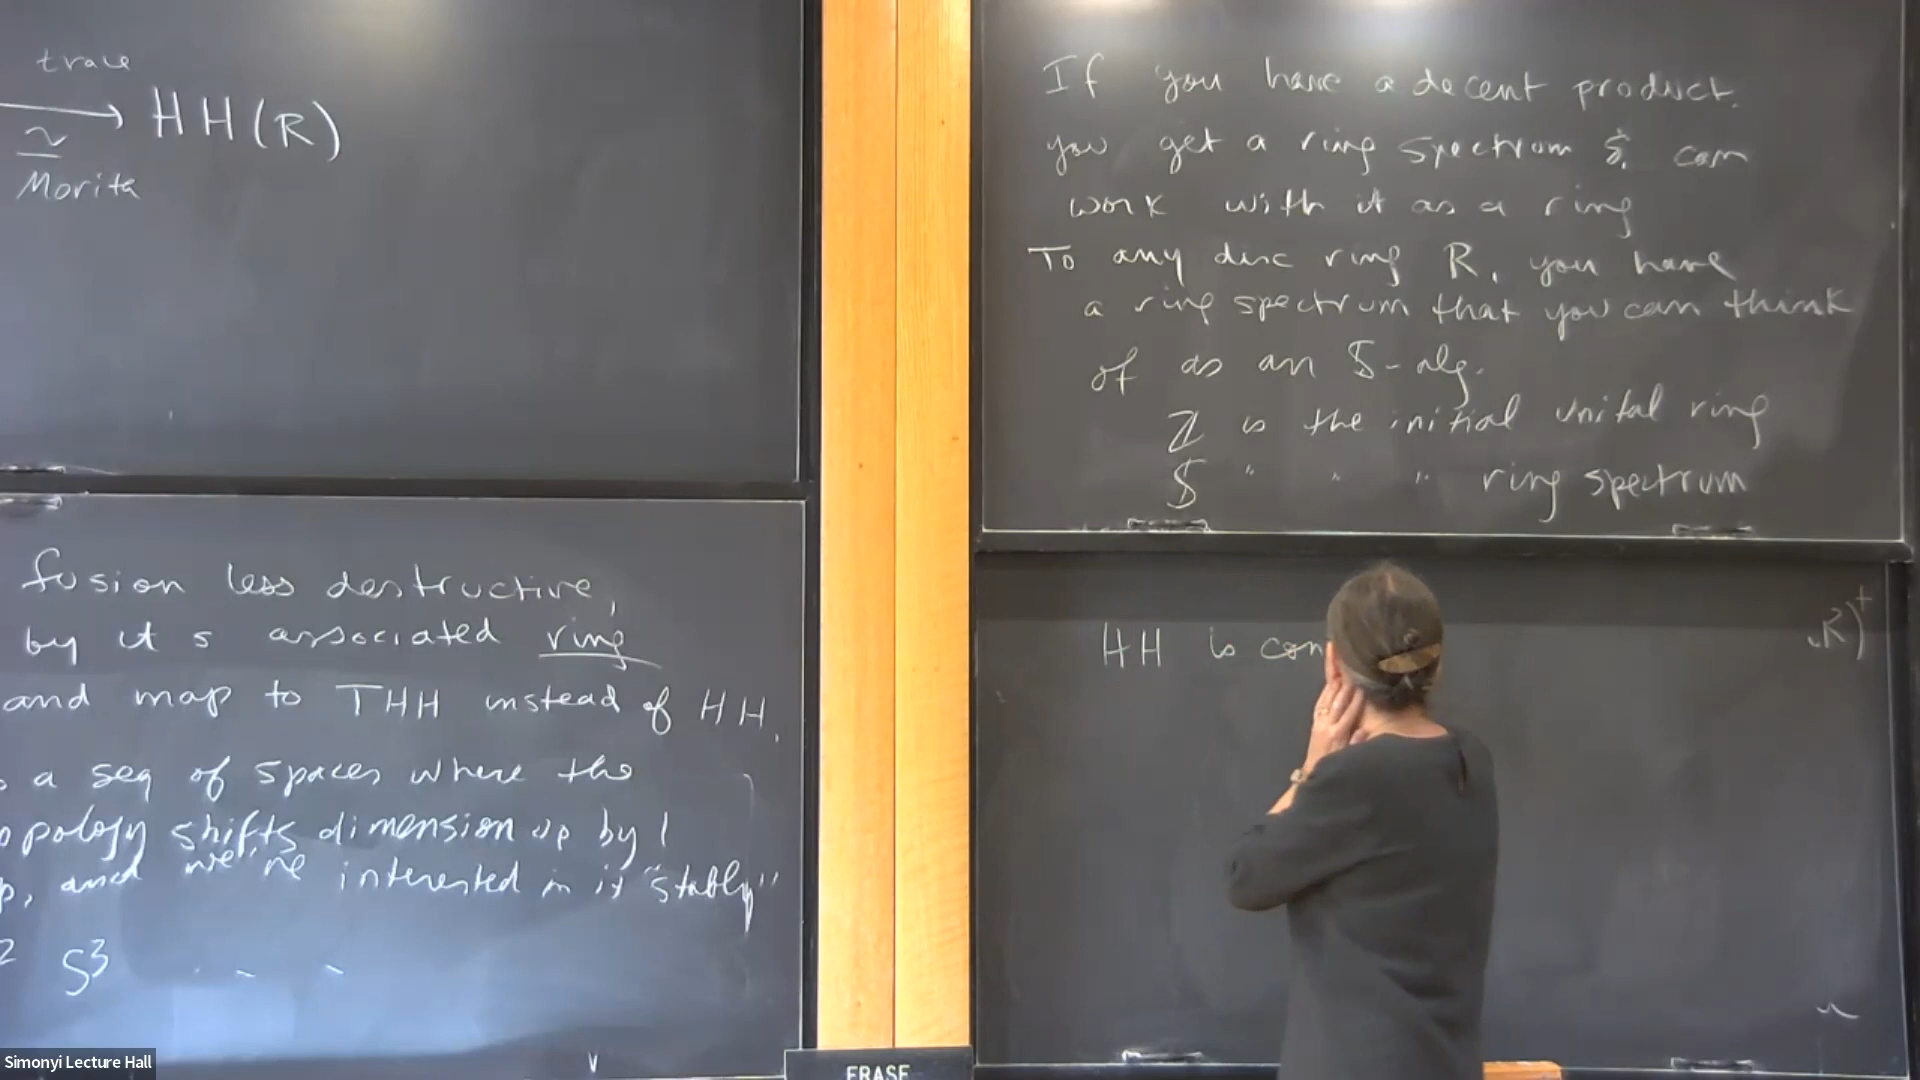 trace
→ HH(R)
≃
Morita
fusion less destructive,
by it s associated ring
and map to THH instead of HH,
a seq of spaces where the
opology shifts dimension up by 1
p, and we're interested in it "stably"
2 S³ . . .
If you have a decent product.
you get a ring spectrum & can
work with it as a ring
To any disc ring R, you have
a ring spectrum that you can think
of as an 𝕊-alg.
ℤ is the initial unital ring
𝕊 " " " ring spectrum
HH is con
R)⁺
ERASE
Simonyi Lecture Hall